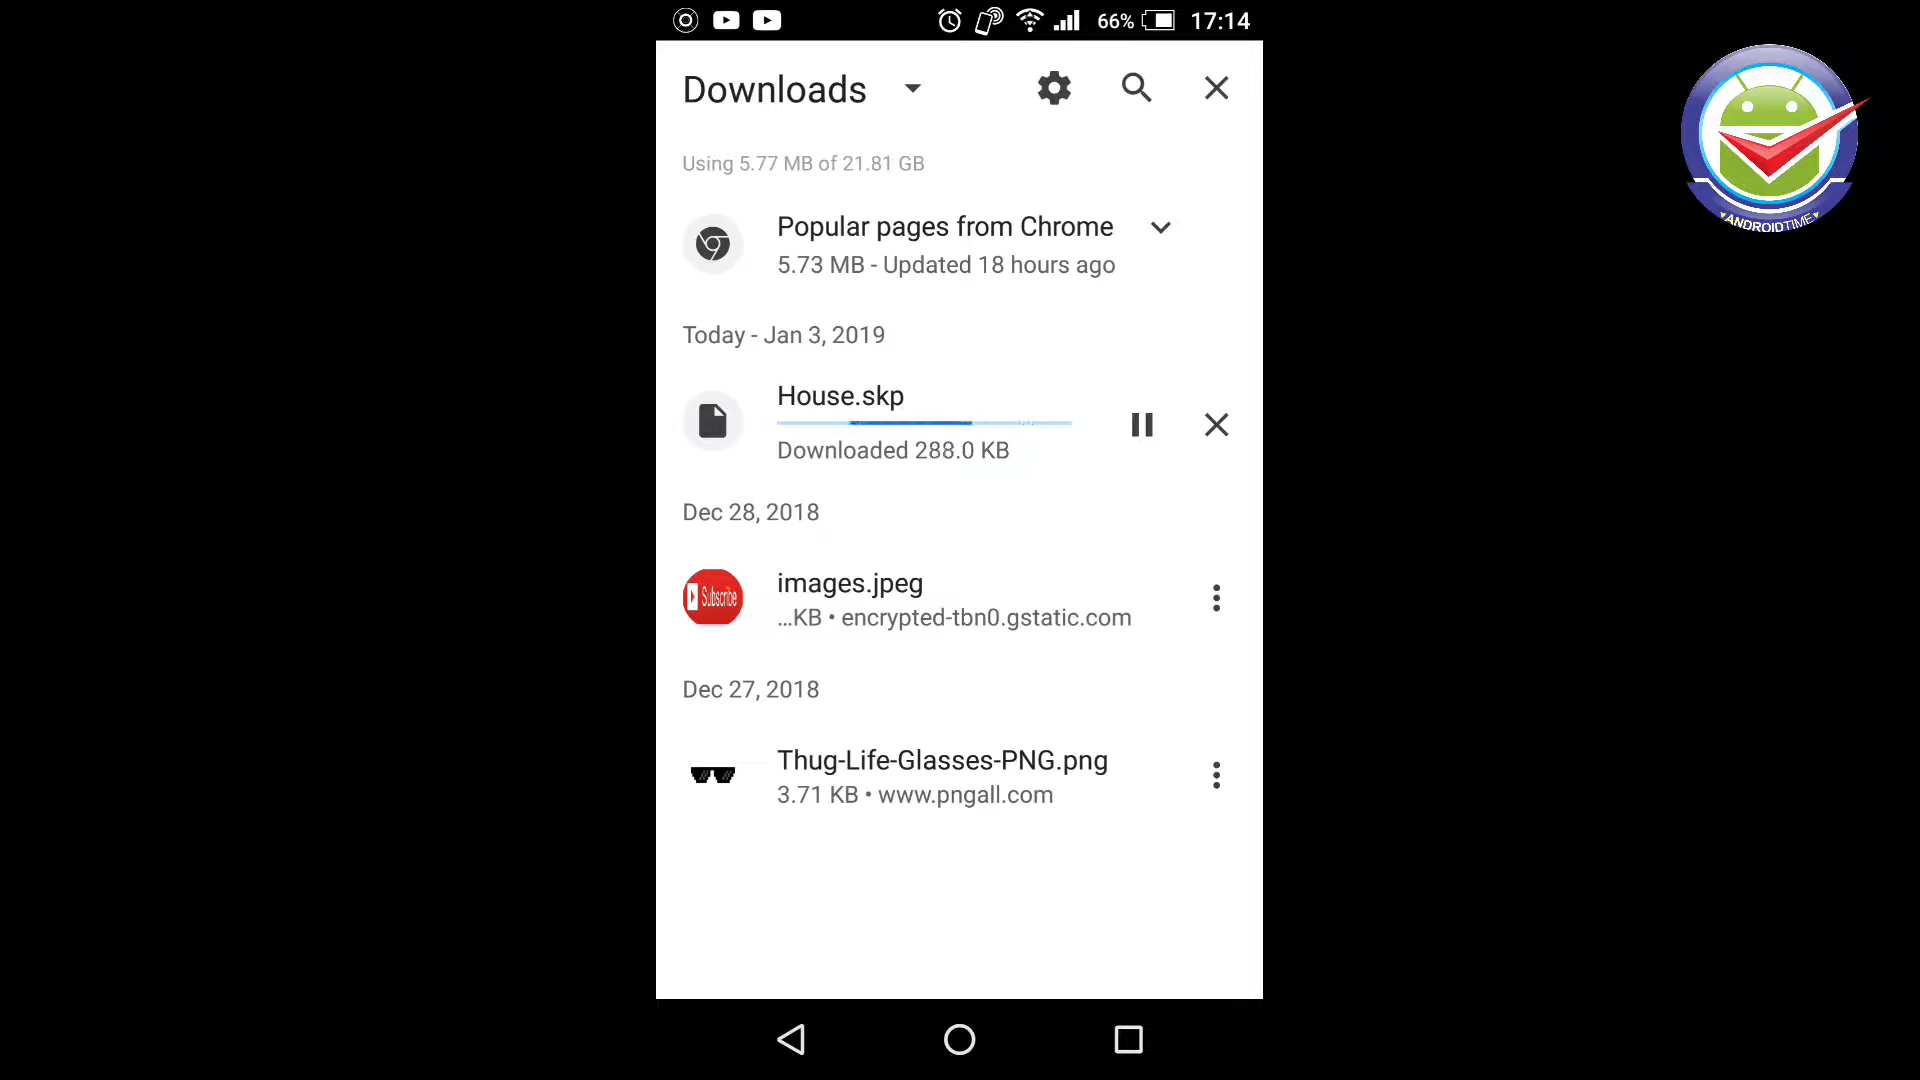 66% 17:14
Downloads
Using 5.77 MB of 21.81 GB
Popular pages from Chrome
5.73 MB - Updated 18 hours ago
Today - Jan 3, 2019
House.skp
Downloaded 288.0 KB
Dec 28, 2018
Subscribe
images.jpeg
...KB • encrypted-tbn0.gstatic.com
Dec 27, 2018
Thug-Life-Glasses-PNG.png
3.71 KB • www.pngall.com
ANDROIDTIME